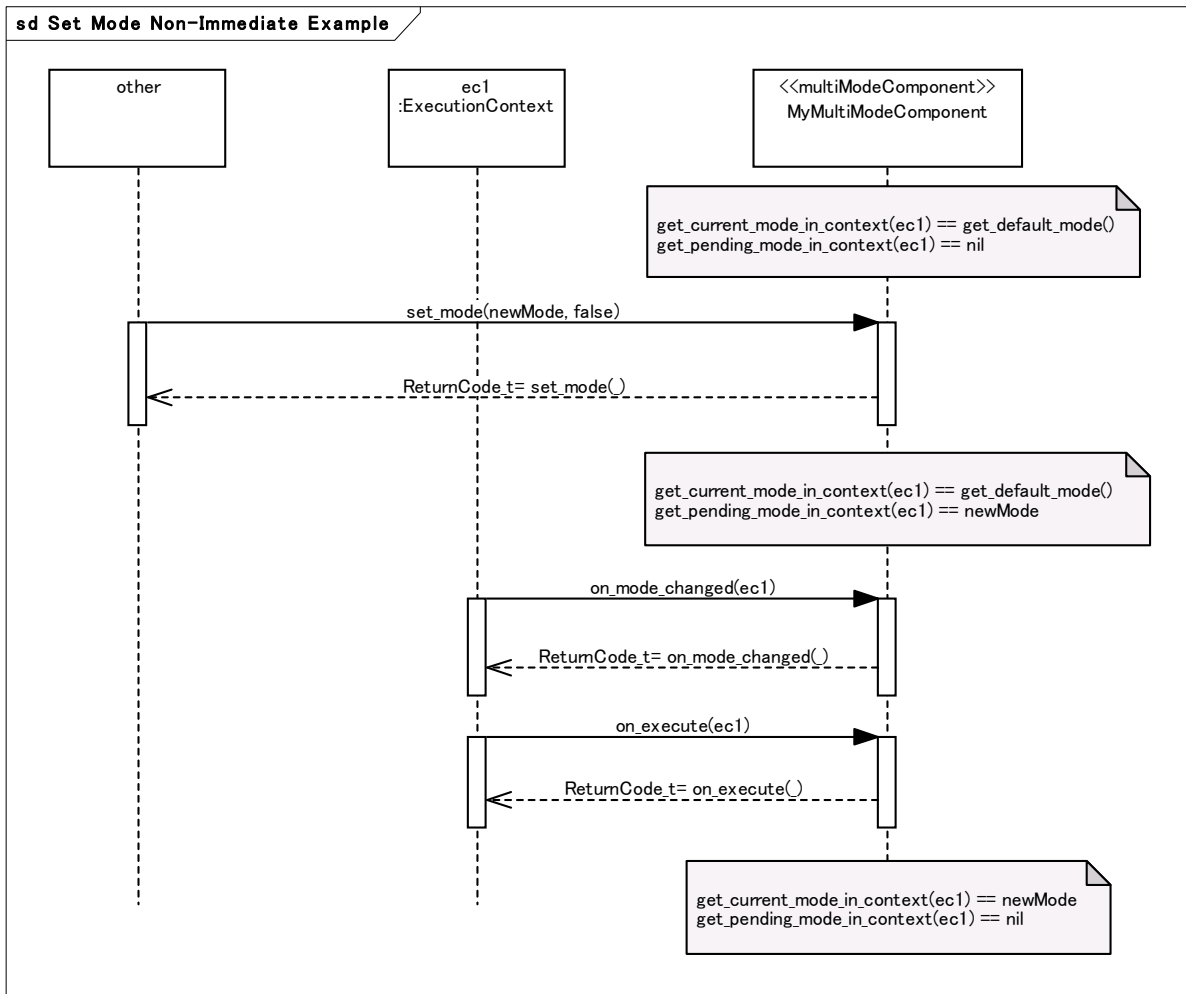 sd Set Mode Non-Immediate Example
other
ec1
:ExecutionContext
<<multiModeComponent>>
MyMultiModeComponent
get_current_mode_in_context(ec1) == get_default_mode()
get_pending_mode_in_context(ec1) == nil
set_mode(newMode, false)
ReturnCode_t= set_mode(_)
get_current_mode_in_context(ec1) == get_default_mode()
get_pending_mode_in_context(ec1) == newMode
on_mode_changed(ec1)
ReturnCode_t= on_mode_changed(_)
on_execute(ec1)
ReturnCode_t= on_execute(_)
get_current_mode_in_context(ec1) == newMode
get_pending_mode_in_context(ec1) == nil